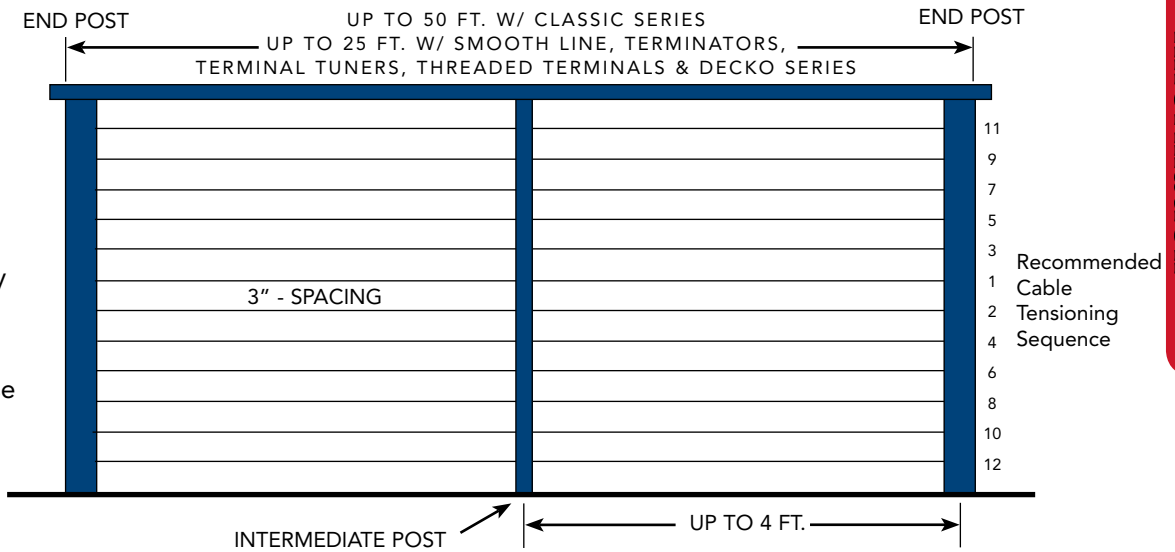 END POST
UP TO 50 FT. W/ CLASSIC SERIES
END POST
UP TO 25 FT. W/ SMOOTH LINE, TERMINATORS,
TERMINAL TUNERS, THREADED TERMINALS & DECKO SERIES
11
9
7
5
3
1
2
4
6
8
10
12
Recommended
Cable
Tensioning
Sequence
3” - SPACING
UP TO 4 FT.
INTERMEDIATE POST